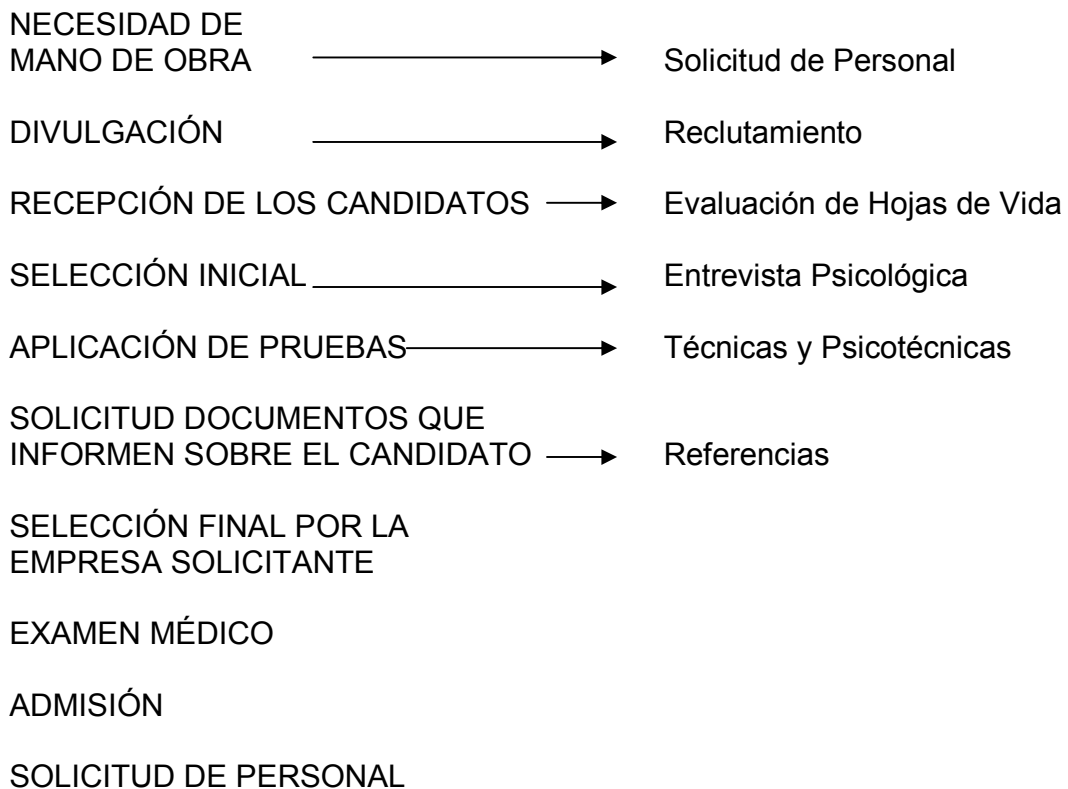 NECESIDAD DE
MANO DE OBRA Solicitud de Personal
DIVULGACIÓN Reclutamiento
RECEPCIÓN DE LOS CANDIDATOS Evaluación de Hojas de Vida
SELECCIÓN INICIAL Entrevista Psicológica
APLICACIÓN DE PRUEBAS Técnicas y Psicotécnicas
SOLICITUD DOCUMENTOS QUE
INFORMEN SOBRE EL CANDIDATO Referencias
SELECCIÓN FINAL POR LA
EMPRESA SOLICITANTE
EXAMEN MÉDICO
ADMISIÓN
SOLICITUD DE PERSONAL